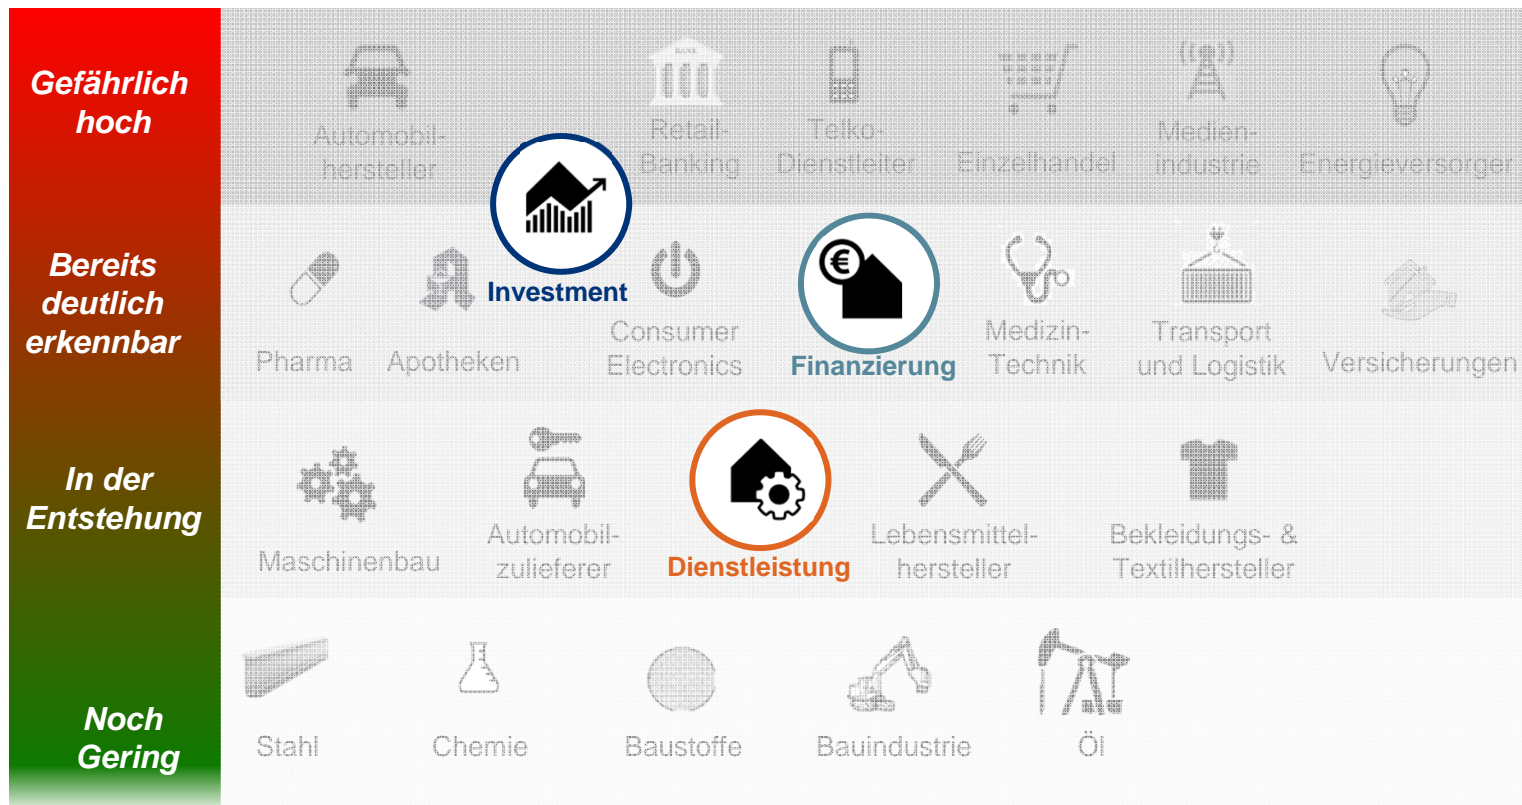 Gefährlich
hoch
BANK
Automobil-
hersteller
Retail-
Banking
Telko-
Dienstleiter
Einzelhandel
Medien-
industrie
Energieversorger
Bereits
deutlich
erkennbar
Pharma
Apotheken
Investment
Consumer
Electronics
€
Finanzierung
Medizin-
Technik
Transport
und Logistik
Versicherungen
In der
Entstehung
Maschinenbau
Automobil-
zulieferer
Dienstleistung
Lebensmittel-
hersteller
Bekleidungs- &
Textilhersteller
Noch
Gering
Stahl
Chemie
Baustoffe
Bauindustrie
Öl